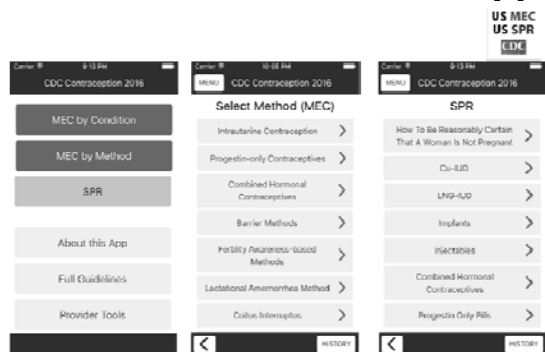 US MEC
US SPR
CDC
Carrier 9:13 PM
CDC Contraception 2016
MEC by Condition
MEC by Method
SPR
About this App
Full Guidelines
Provider Tools
Carrier 10:05 PM
MENU CDC Contraception 2016
Select Method (MEC)
Intrauterine Contraception
Progestin-only Contraceptives
Combined Hormonal
Contraceptives
Barrier Methods
Fertility Awareness-based
Methods
Lactational Amenorrhea Method
Coitus Interruptus
HISTORY
Carrier 9:13 PM
MENU CDC Contraception 2016
SPR
How To Be Reasonably Certain
That A Woman Is Not Pregnant
Cu-IUD
LNG-IUD
Implants
Injectables
Combined Hormonal
Contraceptives
Progestin Only Pills
HISTORY